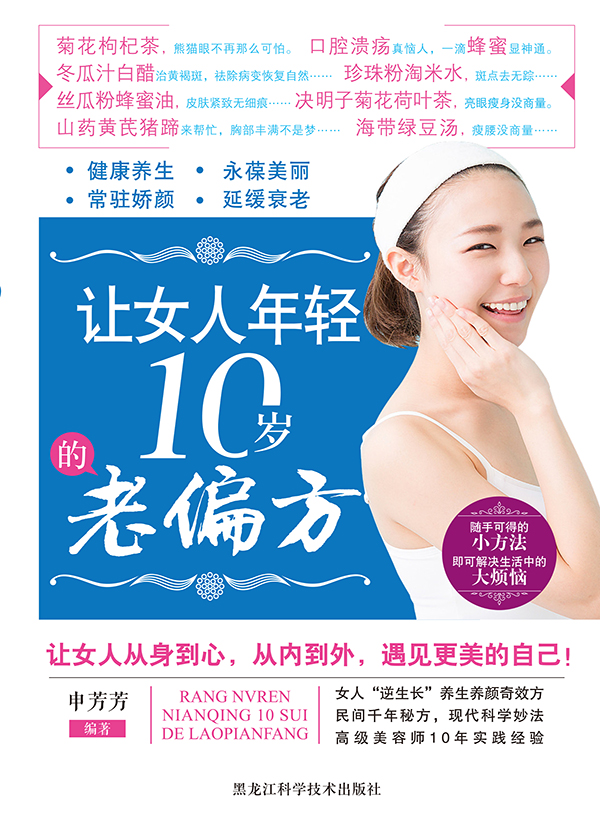 菊花枸杞茶，熊猫眼不再那么可怕。 口腔溃疡真恼人，一滴蜂蜜显神通。
冬瓜汁白醋治黄褐斑，祛除病变恢复自然…… 珍珠粉淘米水，斑点去无踪……
丝瓜粉蜂蜜油，皮肤紧致无细痕…… 决明子菊花荷叶茶，亮眼瘦身没商量。
山药黄芪猪蹄来帮忙，胸部丰满不是梦…… 海带绿豆汤，瘦腰没商量……
• 健康养生 • 永葆美丽
• 常驻娇颜 • 延缓衰老
让女人年轻
10岁
的
老偏方
随手可得的
小方法
即可解决生活中的
大烦恼
让女人从身到心，从内到外，遇见更美的自己！
申芳芳
编著
RANG NVREN
NIANQING 10 SUI
DE LAOPIANFANG
女人“逆生长”养生养颜奇效方
民间千年秘方，现代科学妙法
高级美容师10年实践经验
黑龙江科学技术出版社